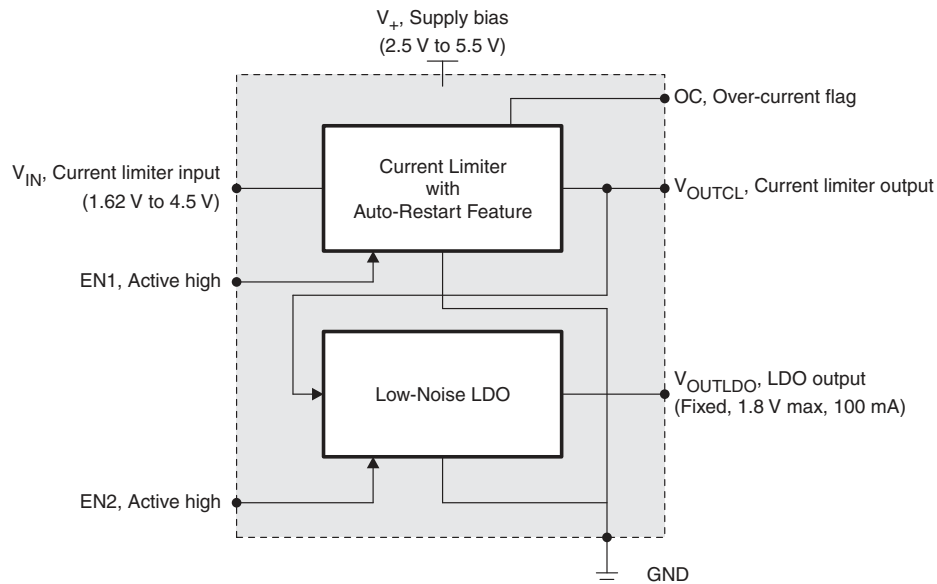 V+, Supply bias
(2.5 V to 5.5 V)
OC, Over-current flag
VIN, Current limiter input
(1.62 V to 4.5 V)
Current Limiter
with
Auto-Restart Feature
VOUTCL, Current limiter output
EN1, Active high
Low-Noise LDO
VOUTLDO, LDO output
(Fixed, 1.8 V max, 100 mA)
EN2, Active high
GND